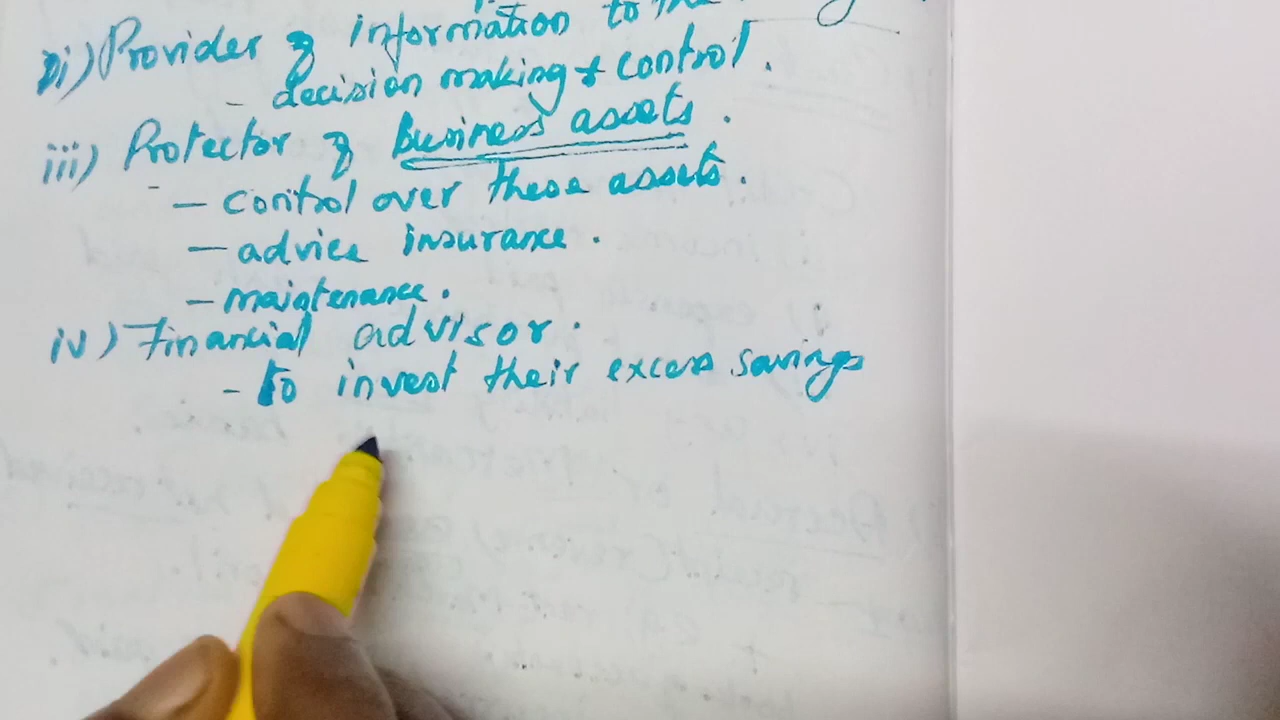 ii) Provider of information to the
- decision making & control.
iii) Protector of business assets.
- control over these assets.
- advice insurance.
- maintenance.
iv) Financial advisor.
- to invest their excess savings